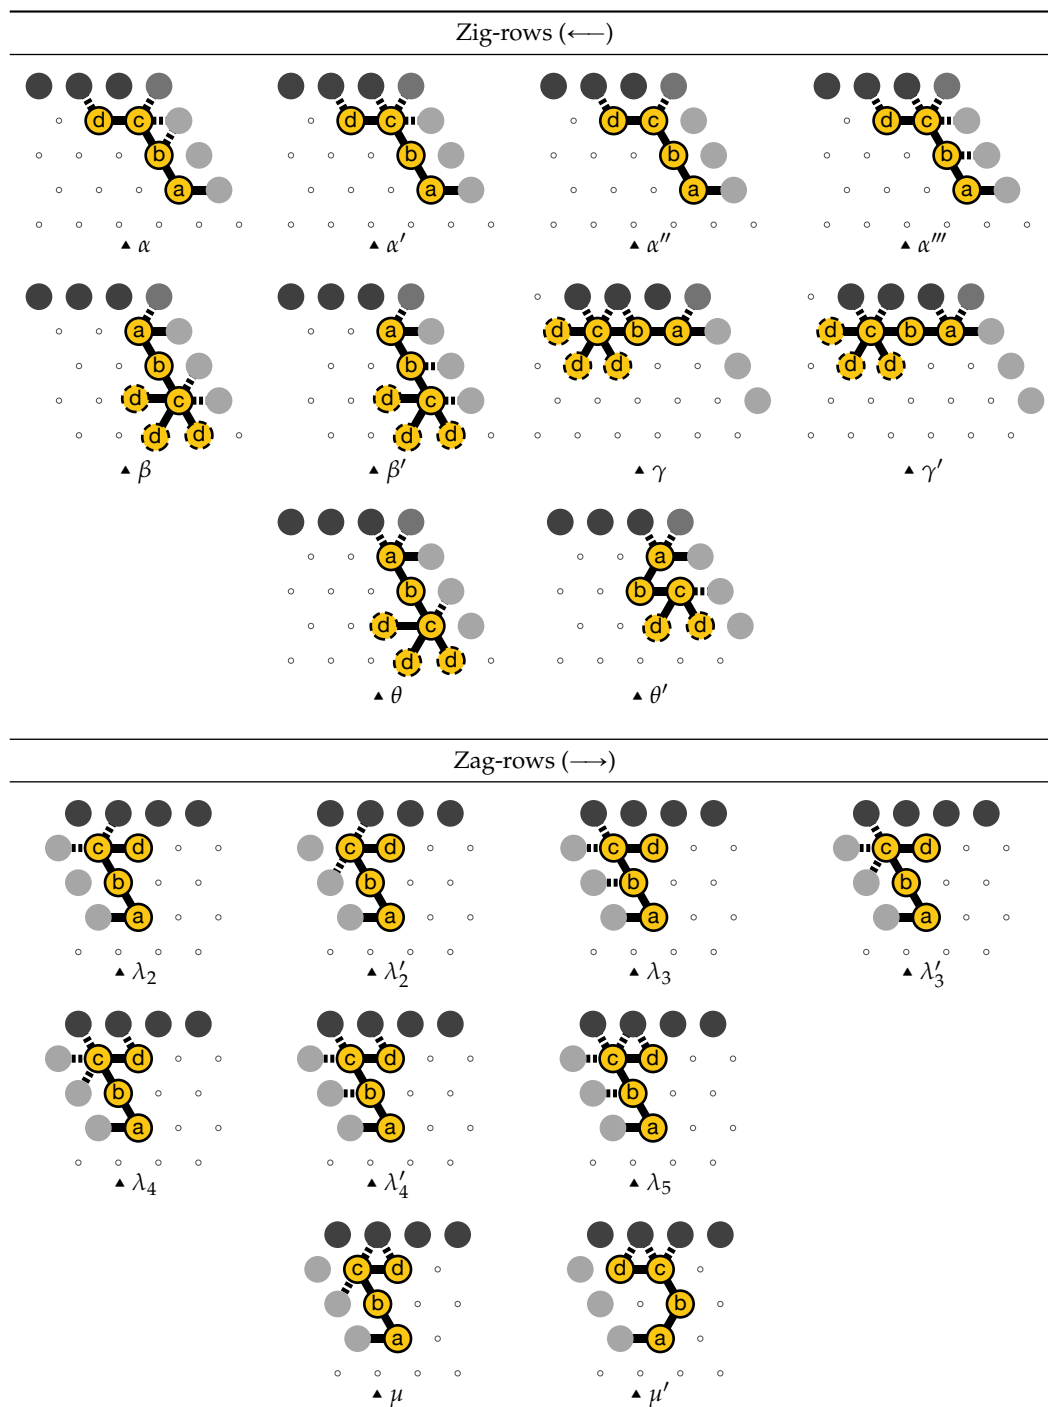 Zig-rows (←—)
d c d c d c d c
b b b b
a a a a
▲ α ▲ α′ ▲ α″ ▲ α‴
a a d c b a d c b a
b b d d d d
d c d c
d d d d
▲ β ▲ β′ ▲ γ ▲ γ′
a a
b b c
d c d d
d d
▲ θ ▲ θ′
Zag-rows (—→)
c d c d c d c d
b b b b
a a a a
▲ λ₂ ▲ λ′₂ ▲ λ₃ ▲ λ′₃
c d c d c d
b b b
a a a
▲ λ₄ ▲ λ′₄ ▲ λ₅
c d d c
b b
a a
▲ μ ▲ μ′